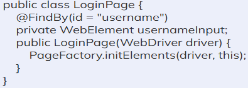 public class LoginPage {
@FindBy(id = "username")
private WebElement usernameInput;
public LoginPage(WebDriver driver) {
PageFactory.initElements(driver, this);
}
}